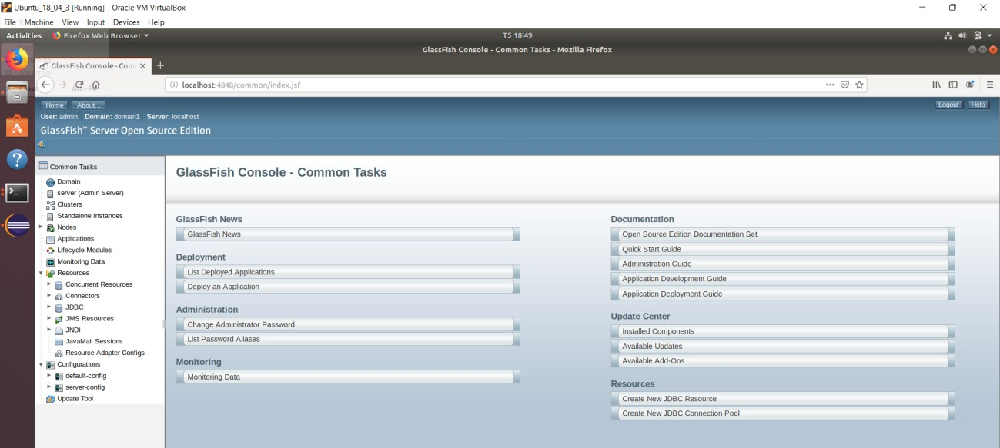 Ubuntu_18_04_3 [Running] - Oracle VM VirtualBox
File Machine View Input Devices Help
Activities Firefox Web Browser T5 18:49
GlassFish Console - Common Tasks - Mozilla Firefox
GlassFish Console - Com
localhost:4848/common/index.jsf
Home About... Logout Help
User: admin Domain: domain1 Server: localhost
GlassFish™ Server Open Source Edition
Common Tasks
Domain
server (Admin Server)
Clusters
Standalone Instances
Nodes
Applications
Lifecycle Modules
Monitoring Data
Resources
Concurrent Resources
Connectors
JDBC
JMS Resources
JNDI
JavaMail Sessions
Resource Adapter Configs
Configurations
default-config
server-config
Update Tool
GlassFish Console - Common Tasks
GlassFish News
GlassFish News
Deployment
List Deployed Applications
Deploy an Application
Administration
Change Administrator Password
List Password Aliases
Monitoring
Monitoring Data
Documentation
Open Source Edition Documentation Set
Quick Start Guide
Administration Guide
Application Development Guide
Application Deployment Guide
Update Center
Installed Components
Available Updates
Available Add-Ons
Resources
Create New JDBC Resource
Create New JDBC Connection Pool